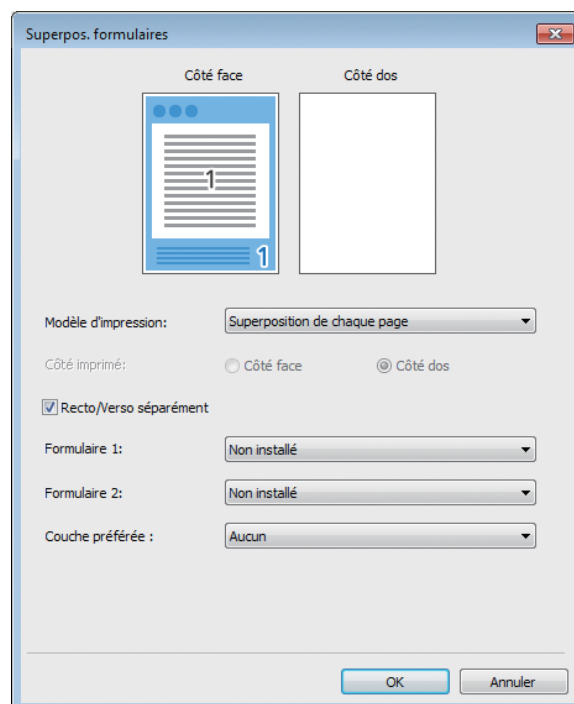 Superpos. formulaires
Côté face Côté dos
1
1
Modèle d'impression: Superposition de chaque page
Côté imprimé: Côté face Côté dos
Recto/Verso séparément
Formulaire 1: Non installé
Formulaire 2: Non installé
Couche préférée : Aucun
OK Annuler